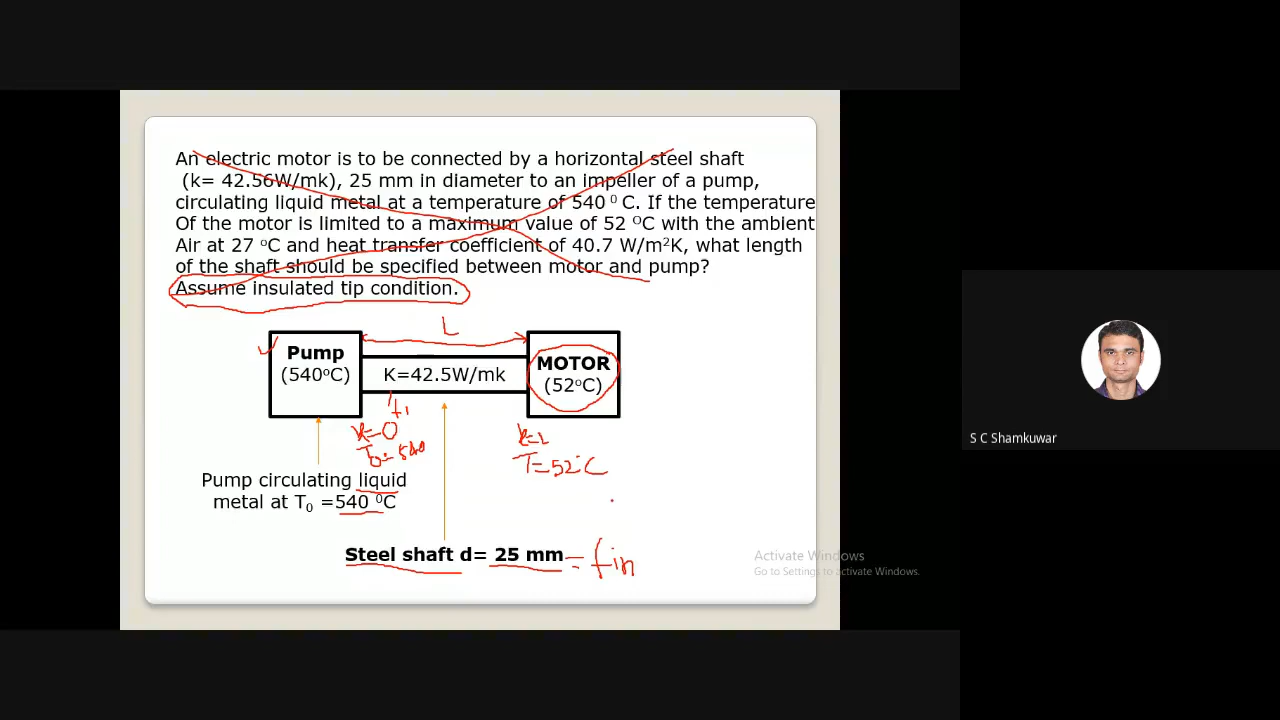 An electric motor is to be connected by a horizontal steel shaft
(k= 42.56W/mk), 25 mm in diameter to an impeller of a pump,
circulating liquid metal at a temperature of 540 ⁰ C. If the temperature
Of the motor is limited to a maximum value of 52 ᴼC with the ambient
Air at 27 ᵒC and heat transfer coefficient of 40.7 W/m²K, what length
of the shaft should be specified between motor and pump?
Assume insulated tip condition.
L
Pump
(540ᵒC)
K=42.5W/mk
MOTOR
(52ᵒC)
x=0
T₀=540
x=L
T=52°C
Pump circulating liquid
metal at T₀ =540 ⁰C
Steel shaft d= 25 mm = fin
Activate Windows
Go to Settings to activate Windows.
S C Shamkuwar